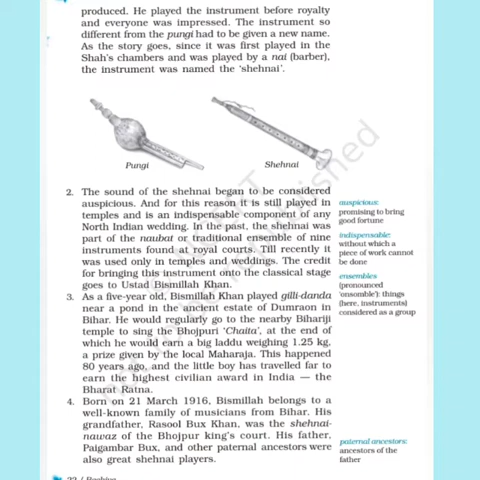 produced. He played the instrument before royalty
and everyone was impressed. The instrument so
different from the pungi had to be given a new name.
As the story goes, since it was first played in the
Shah's chambers and was played by a nai (barber),
the instrument was named the 'shehnai'.
Pungi
Shehnai
2. The sound of the shehnai began to be considered
auspicious. And for this reason it is still played in
temples and is an indispensable component of any
North Indian wedding. In the past, the shehnai was
part of the naubat or traditional ensemble of nine
instruments found at royal courts. Till recently it
was used only in temples and weddings. The credit
for bringing this instrument onto the classical stage
goes to Ustad Bismillah Khan.
auspicious:
promising to bring
good fortune
indispensable:
without which a
piece of work cannot
be done
ensembles
(pronounced
'onsomble'): things
(here, instruments)
considered as a group
3. As a five-year old, Bismillah Khan played gilli-danda
near a pond in the ancient estate of Dumraon in
Bihar. He would regularly go to the nearby Bihariji
temple to sing the Bhojpuri 'Chaita', at the end of
which he would earn a big laddu weighing 1.25 kg,
a prize given by the local Maharaja. This happened
80 years ago, and the little boy has travelled far to
earn the highest civilian award in India — the
Bharat Ratna.
4. Born on 21 March 1916, Bismillah belongs to a
well-known family of musicians from Bihar. His
grandfather, Rasool Bux Khan, was the shehnai-
nawaz of the Bhojpur king's court. His father,
Paigambar Bux, and other paternal ancestors were
also great shehnai players.
paternal ancestors:
ancestors of the
father